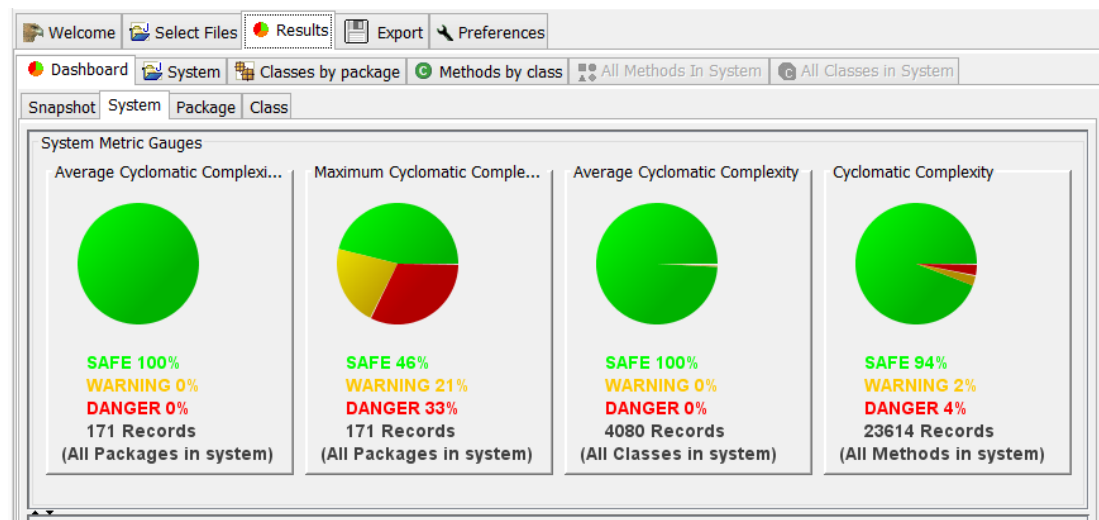 Welcome Select Files Results Export Preferences
Dashboard System Classes by package Methods by class All Methods In System All Classes in System
Snapshot System Package Class
System Metric Gauges
Average Cyclomatic Complexi... Maximum Cyclomatic Comple... Average Cyclomatic Complexity Cyclomatic Complexity
SAFE 100% SAFE 46% SAFE 100% SAFE 94%
WARNING 0% WARNING 21% WARNING 0% WARNING 2%
DANGER 0% DANGER 33% DANGER 0% DANGER 4%
171 Records 171 Records 4080 Records 23614 Records
(All Packages in system) (All Packages in system) (All Classes in system) (All Methods in system)